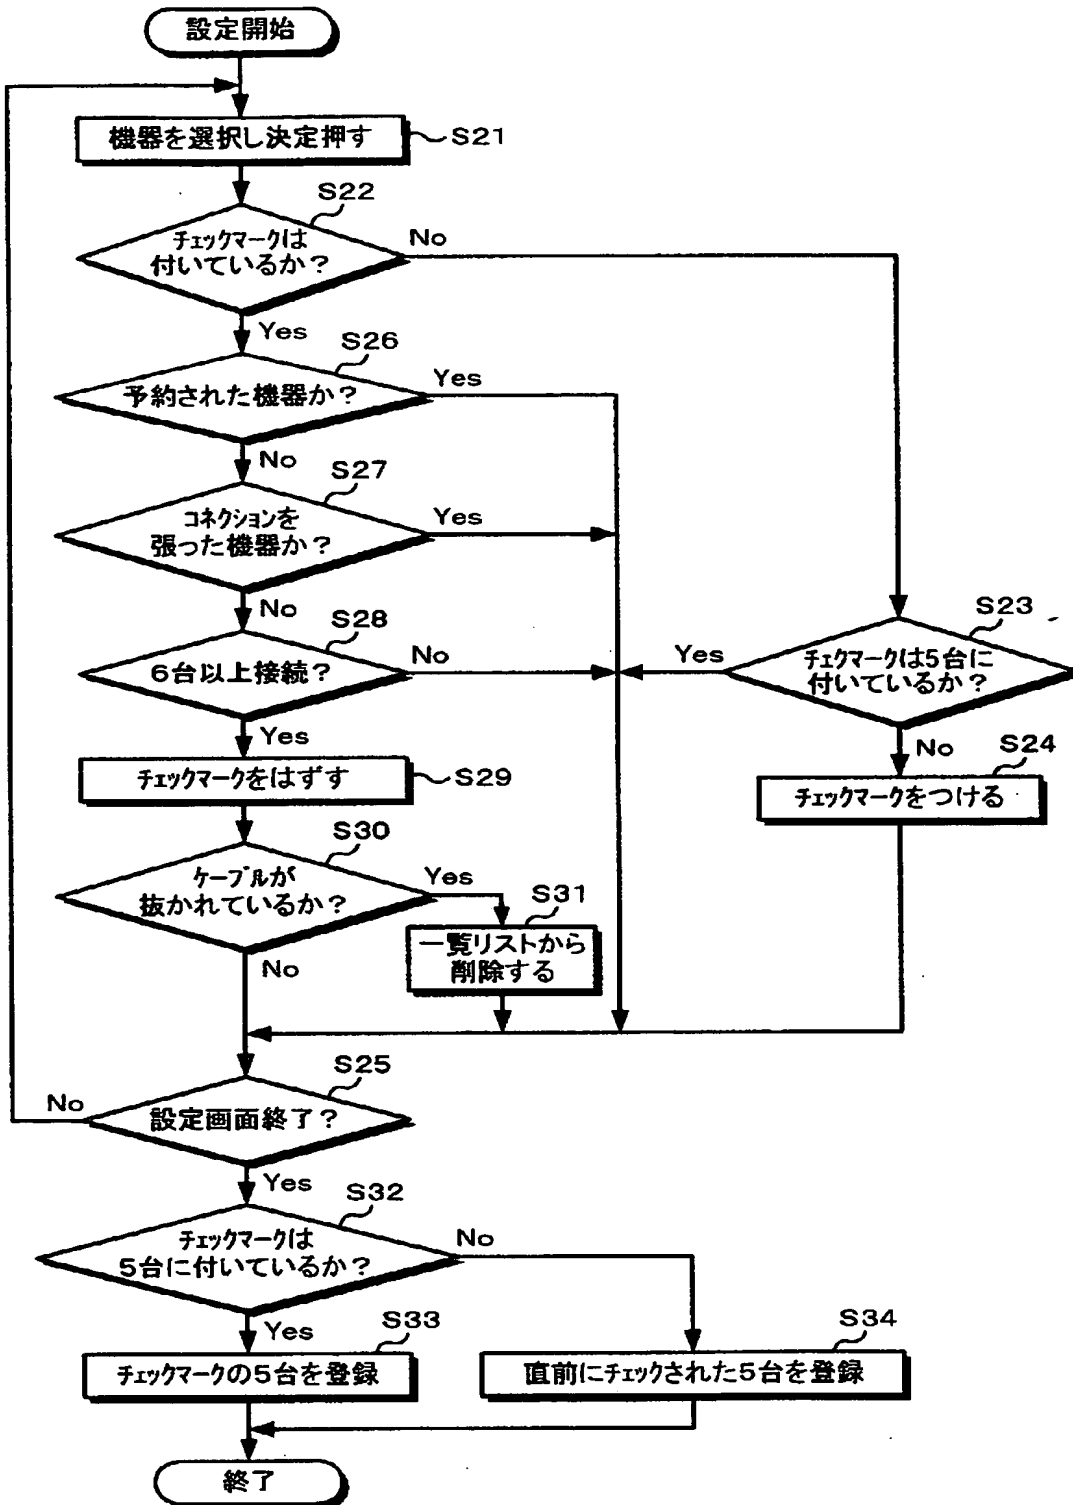 設定開始
機器を選択し決定押す
S21
S22
チェックマークは
付いているか？
No
Yes
S26
予約された機器か？
Yes
No
S27
コネクションを
張った機器か？
Yes
No
S28
6台以上接続？
No
Yes
S23
チェクマークは5台に
付いているか？
Yes
No
S24
チェックマークをつける
チェックマークをはずす
S29
S30
ケーブルが
抜かれているか？
Yes
No
S31
一覧リストから
削除する
S25
設定画面終了？
No
Yes
S32
チェックマークは
5台に付いているか？
No
Yes
S33
チェックマークの5台を登録
S34
直前にチェックされた5台を登録
終了